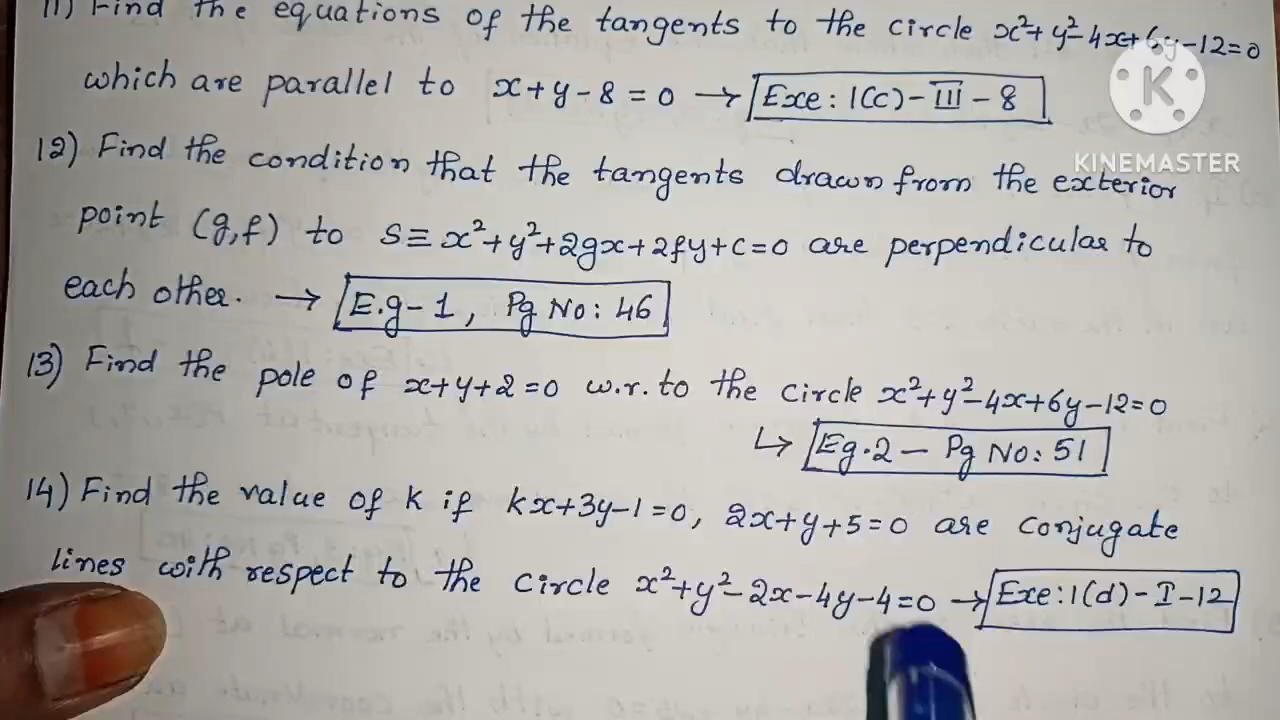 11) Find the equations of the tangents to the circle x²+y²-4x+6y-12=0
which are parallel to x+y-8=0 → Exe: 1(c)-III-8
K
KINEMASTER
12) Find the condition that the tangents drawn from the exterior
point (g,f) to S≡x²+y²+2gx+2fy+c=0 are perpendicular to
each other. → E.g-1, Pg No: 46
13) Find the pole of x+y+2=0 w.r.to the circle x²+y²-4x+6y-12=0
↳ Eg.2 – Pg No: 51
14) Find the value of k if kx+3y-1=0, 2x+y+5=0 are conjugate
lines with respect to the circle x²+y²-2x-4y-4=0 → Exe: 1(d)-I-12